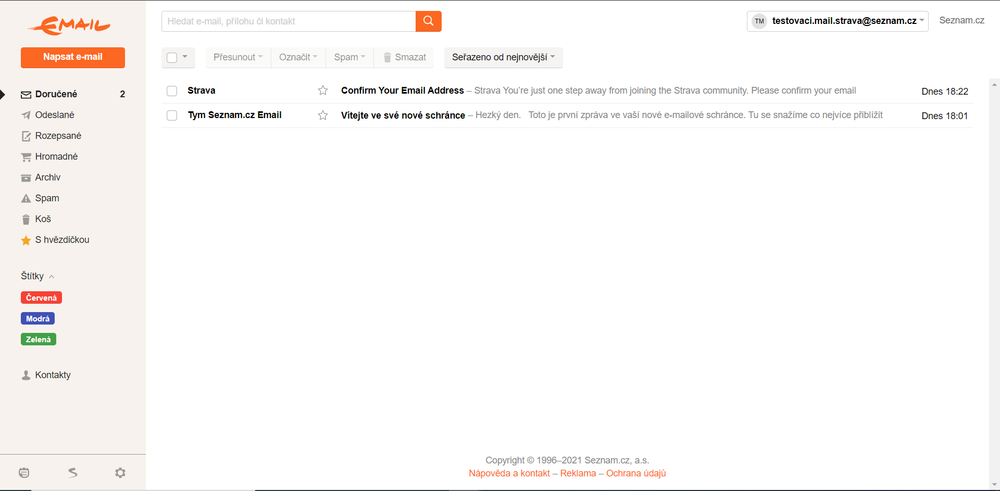 EMAIL
Hledat e-mail, přílohu či kontakt
TM testovaci.mail.strava@seznam.cz
Seznam.cz
Napsat e-mail
Přesunout Označit Spam Smazat Seřazeno od nejnovější
Doručené 2
Odeslané
Rozepsané
Hromadné
Archiv
Spam
Koš
S hvězdičkou
Štítky
Červená
Modrá
Zelená
Kontakty
Strava Confirm Your Email Address – Strava You’re just one step away from joining the Strava community. Please confirm your email Dnes 18:22
Tym Seznam.cz Email Vítejte ve své nové schránce – Hezký den. Toto je první zpráva ve vaší nové e-mailové schránce. Tu se snažíme co nejvíce přiblížit Dnes 18:01
Copyright © 1996–2021 Seznam.cz, a.s.
Nápověda a kontakt – Reklama – Ochrana údajů